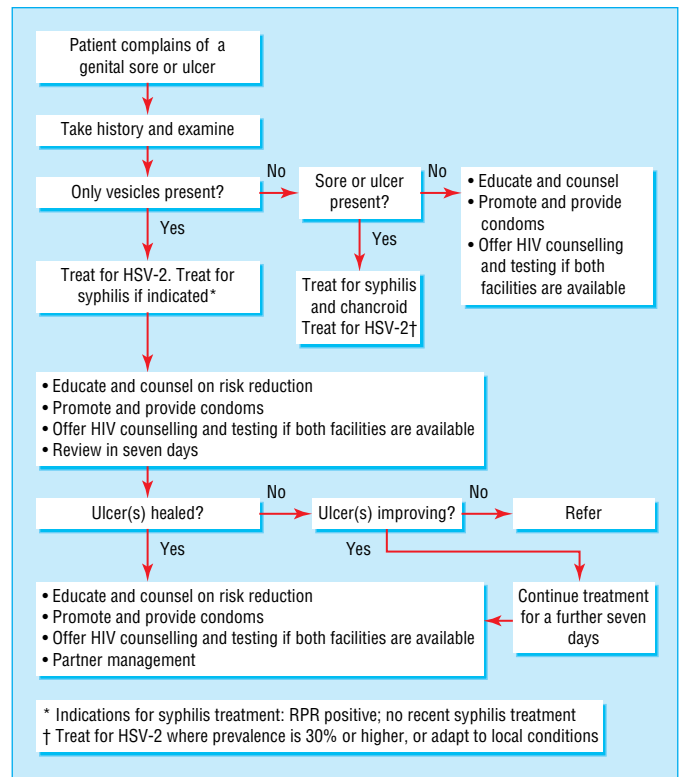 Patient complains of a
genital sore or ulcer
Take history and examine
Only vesicles present?
No
Sore or ulcer
present?
No
• Educate and counsel
• Promote and provide
condoms
• Offer HIV counselling
and testing if both
facilities are available
Yes
Yes
Treat for HSV-2. Treat for
syphilis if indicated*
Treat for syphilis
and chancroid
Treat for HSV-2†
• Educate and counsel on risk reduction
• Promote and provide condoms
• Offer HIV counselling and testing if both facilities are available
• Review in seven days
Ulcer(s) healed?
No
Ulcer(s) improving?
No
Refer
Yes
Yes
• Educate and counsel on risk reduction
• Promote and provide condoms
• Offer HIV counselling and testing if both facilities are available
• Partner management
Continue treatment
for a further seven
days
* Indications for syphilis treatment: RPR positive; no recent syphilis treatment
† Treat for HSV-2 where prevalence is 30% or higher, or adapt to local conditions